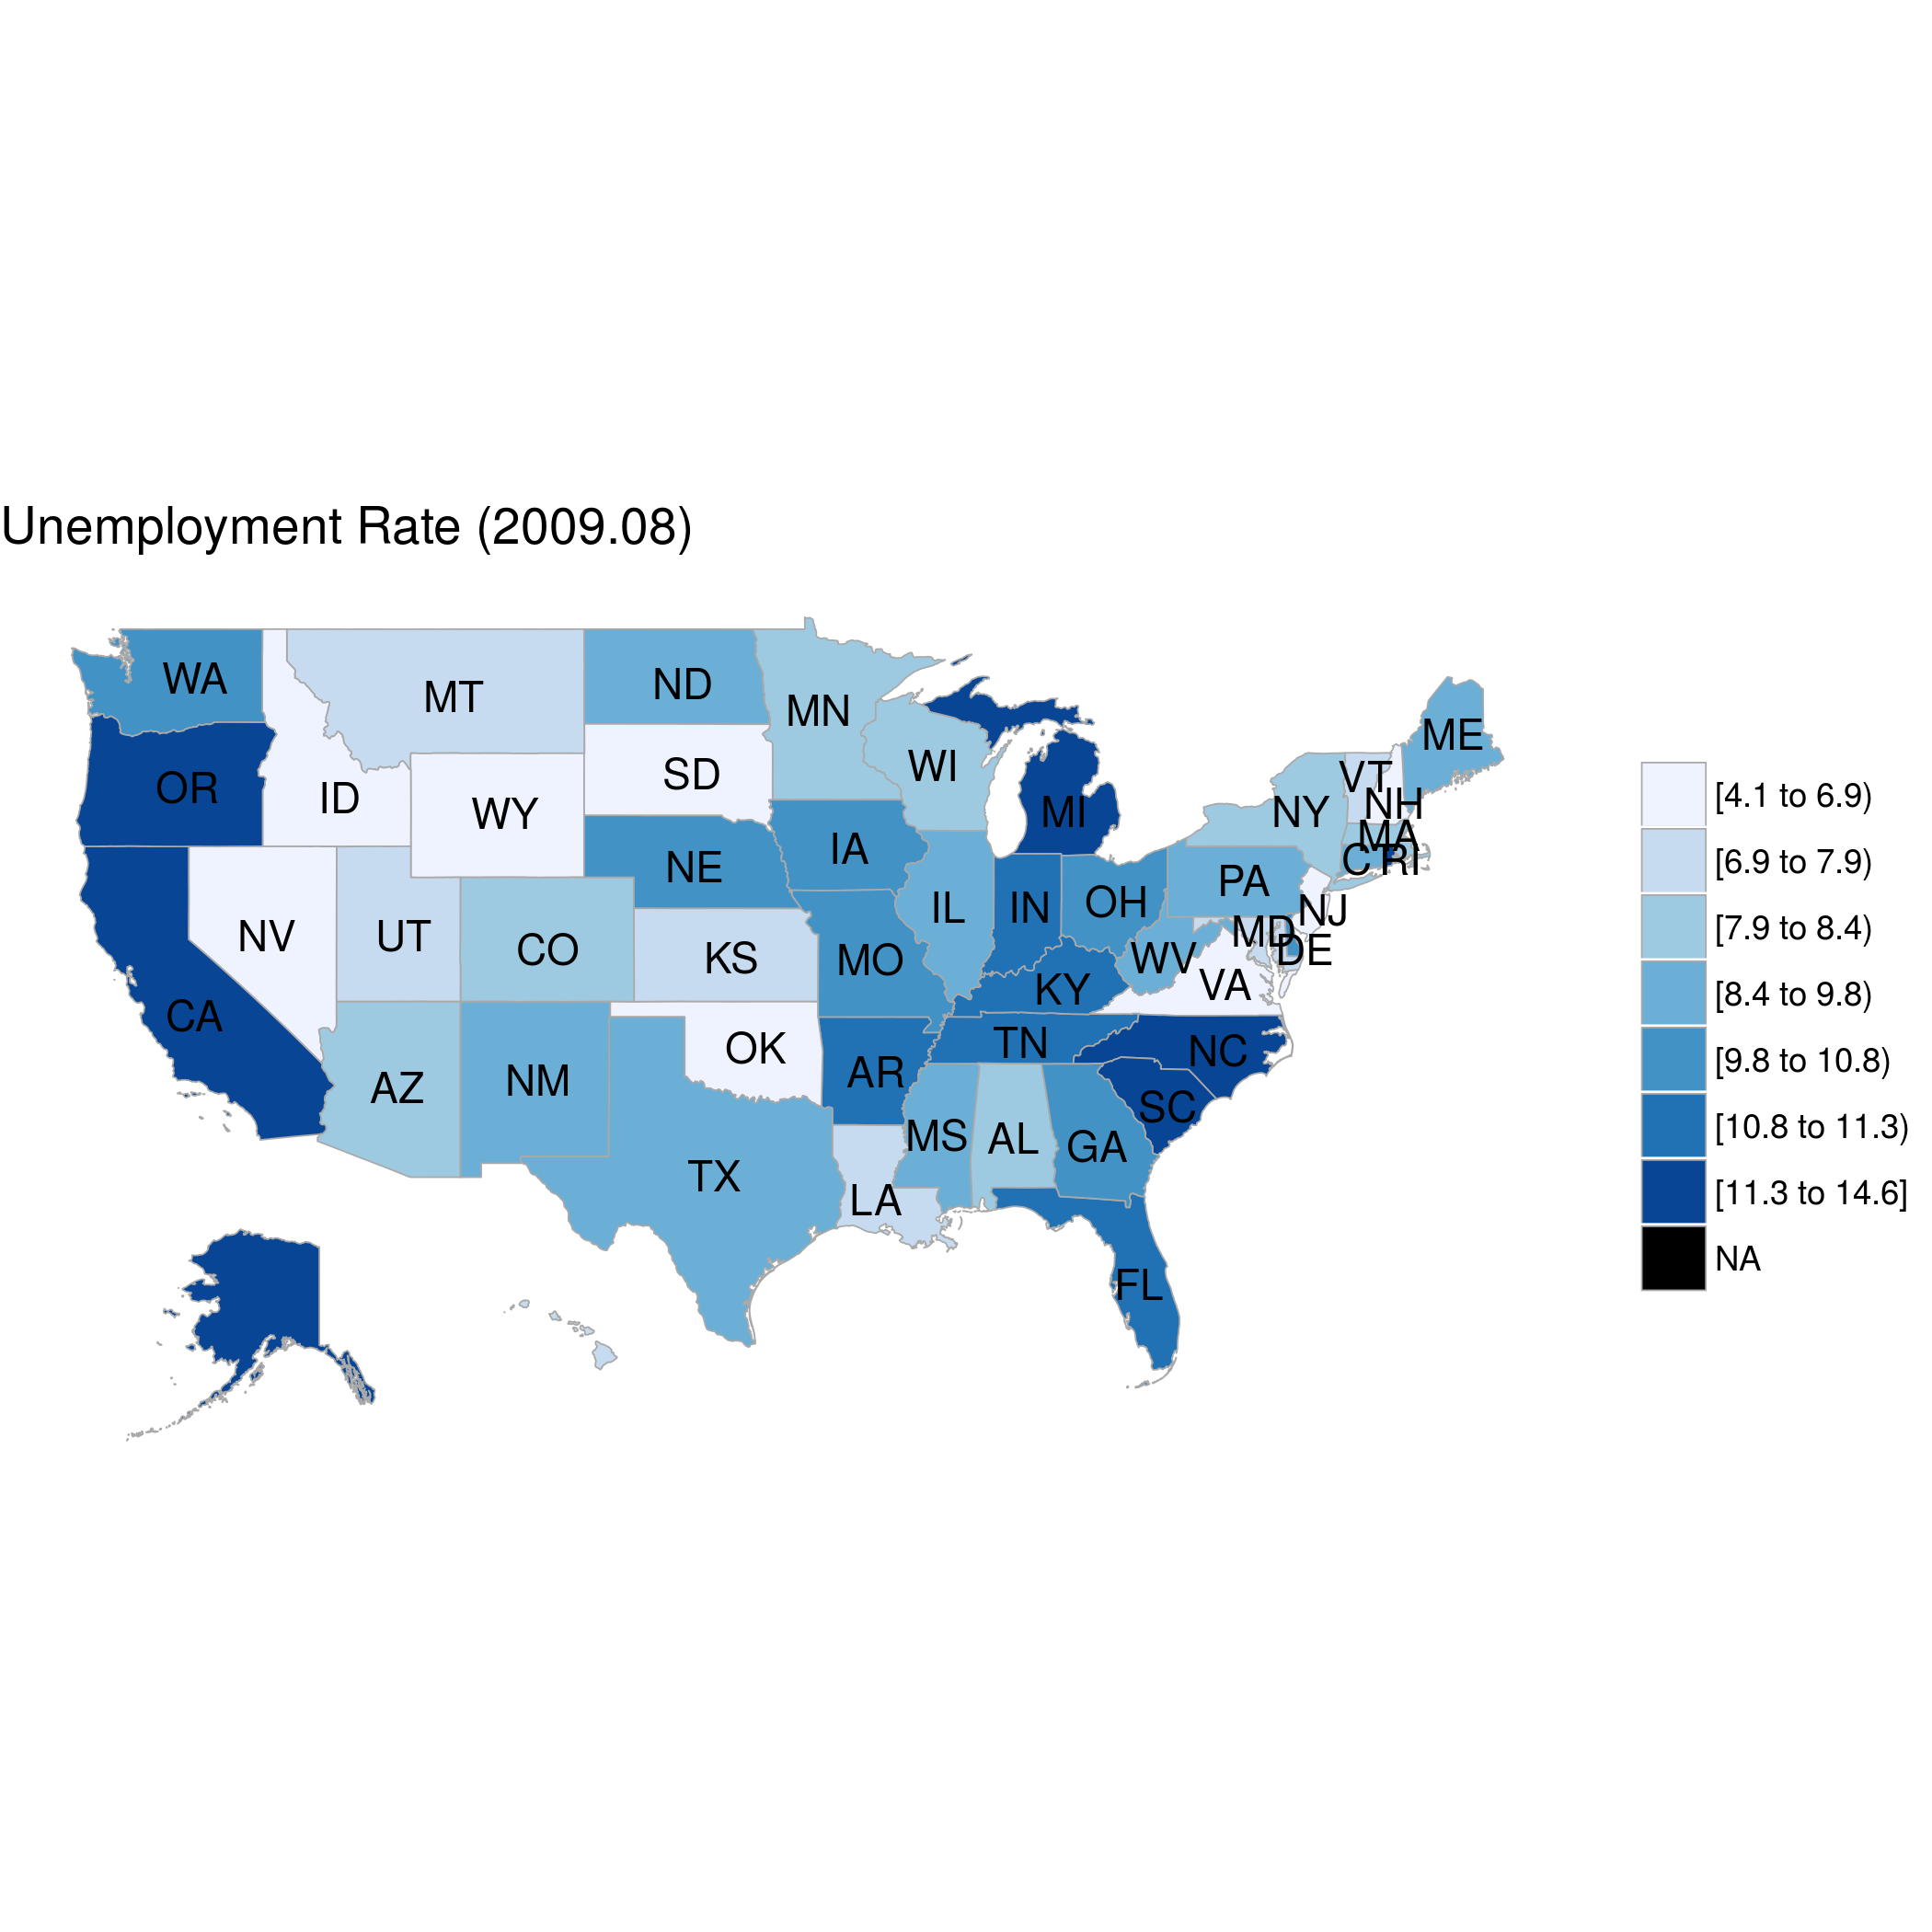 Unemployment Rate (2009.08)
WA
MT
ND
MN
ME
OR
ID
WY
SD
WI
MI
VT
NH
NY
MA
CT
RI
IA
NE
PA
NV
UT
CO
KS
MO
IL
IN
OH
NJ
MD
DE
WV
VA
KY
CA
AZ
NM
OK
AR
TN
NC
SC
TX
LA
MS
AL
GA
FL
[4.1 to 6.9)
[6.9 to 7.9)
[7.9 to 8.4)
[8.4 to 9.8)
[9.8 to 10.8)
[10.8 to 11.3)
[11.3 to 14.6]
NA